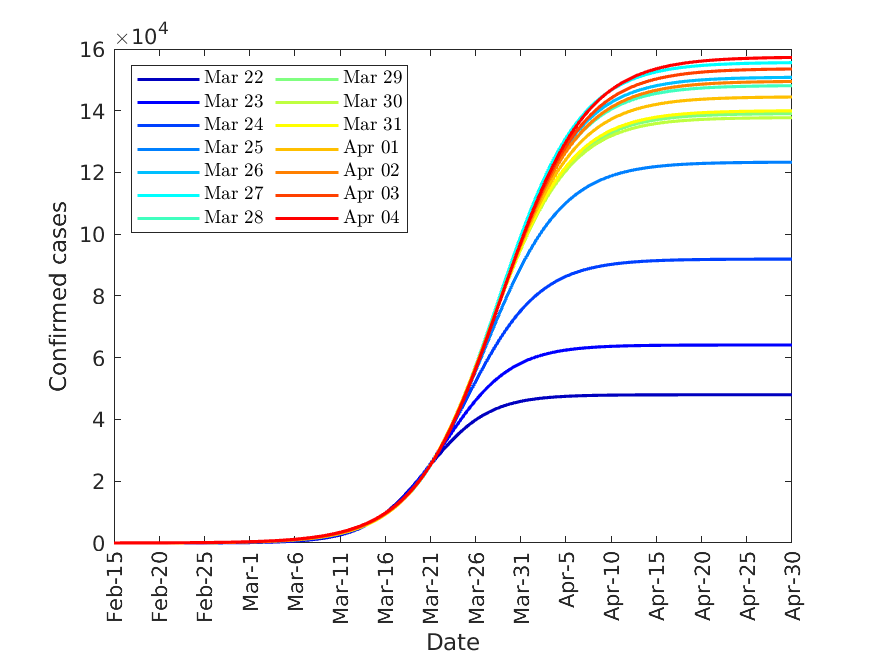 ×10⁴
16
14
12
10
8
6
4
2
0
Confirmed cases
Mar 22
Mar 23
Mar 24
Mar 25
Mar 26
Mar 27
Mar 28
Mar 29
Mar 30
Mar 31
Apr 01
Apr 02
Apr 03
Apr 04
Feb-15
Feb-20
Feb-25
Mar-1
Mar-6
Mar-11
Mar-16
Mar-21
Mar-26
Mar-31
Apr-5
Apr-10
Apr-15
Apr-20
Apr-25
Apr-30
Date